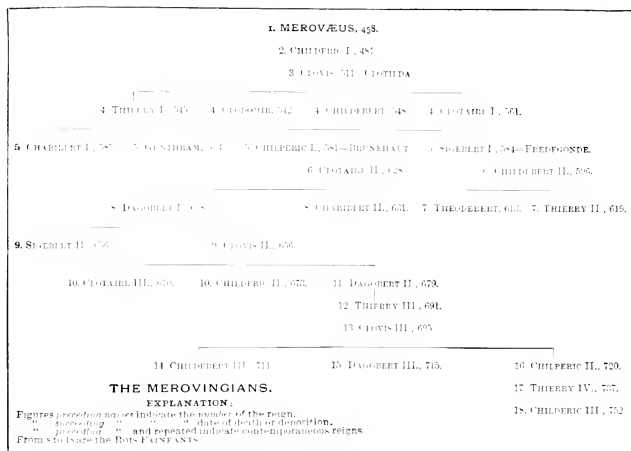 1. MEROVÆUS, 458.
2. CHILDERIC I., 481
3. CLOVIS 511 CLOTILDA
4. THIERRY I. 545 4. CLODOMIR, 542 4. CHILDEBERT 548 4. CLOTAIRE I., 561.
5. CHARIBERT I., 5. GUNTHRAM, 5. CHILPERIC I., 584=BRUNEHAUT 5. SIGEBERT I., 584=FREDEGONDE.
6. CLOTAIRE II., 628 6. CHILDEBERT II., 596.
8. DAGOBERT I. 8. CHARIBERT II., 631. 7. THEODEBERT, 7. THIERRY II., 619.
9. SIGEBERT II. 656 9. CLOVIS II., 656
10. CLOTAIRE III., 670. 10. CHILDERIC II., 673. 11. DAGOBERT II., 679.
12. THIERRY III., 691.
13. CLOVIS III., 695
14. CHILDEBERT III. 711 15. DAGOBERT III., 715. 16. CHILPERIC II., 720.
THE MEROVINGIANS. 17. THIERRY IV., 737.
EXPLANATION: 18. CHILDERIC III., 752
Figures preceding names indicate the number of the reign.
" succeeding " " " date of death or deposition.
" preceding " and repeated indicate contemporaneous reigns
From 8 to 18 are the ROIS FAINEANTS